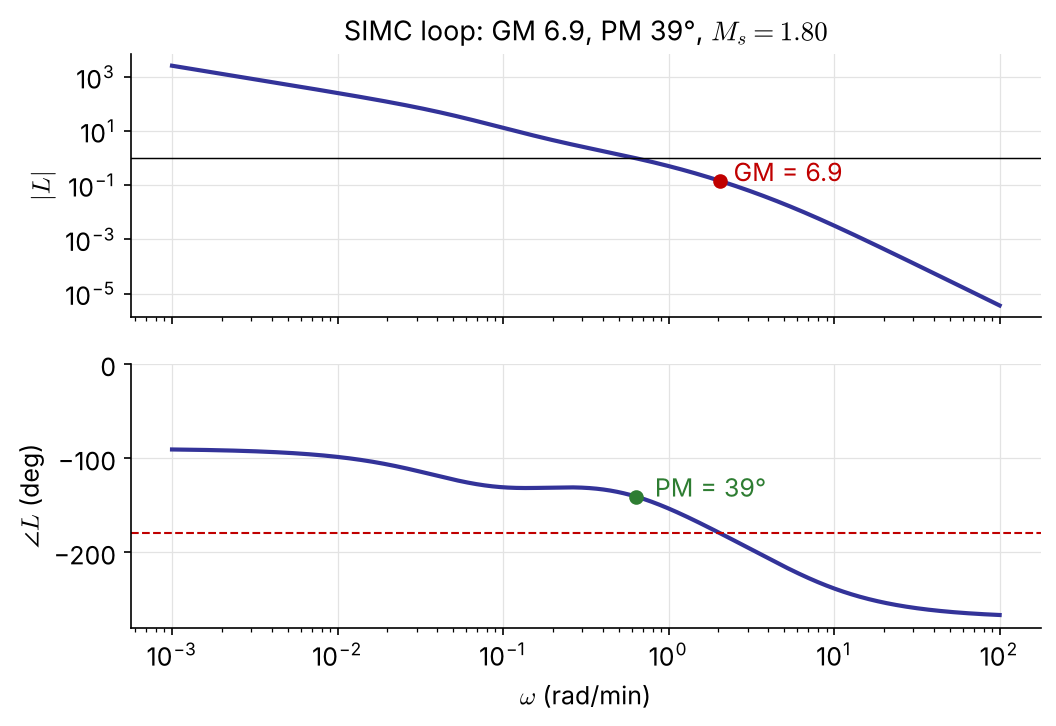 SIMC loop: GM 6.9, PM 39°, M_s = 1.80
10^3
10^1
10^−1
10^−3
10^−5
|L|
GM = 6.9
0
−100
−200
∠L (deg)
PM = 39°
10^−3 10^−2 10^−1 10^0 10^1 10^2
ω (rad/min)